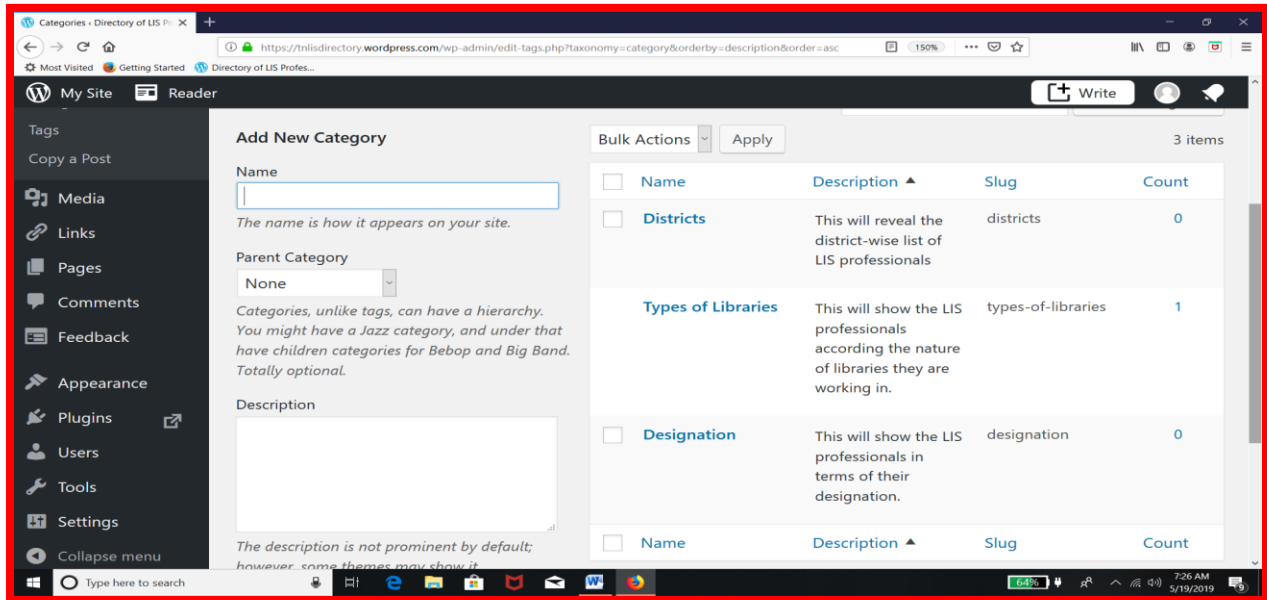 Categories ‹ Directory of LIS Pr
https://tnlisdirectory.wordpress.com/wp-admin/edit-tags.php?taxonomy=category&orderby=description&order=asc
150%
Most Visited Getting Started Directory of LIS Profes...
My Site Reader Write
Tags
Copy a Post
Media
Links
Pages
Comments
Feedback
Appearance
Plugins
Users
Tools
Settings
Collapse menu
Add New Category
Name
The name is how it appears on your site.
Parent Category
None
Categories, unlike tags, can have a hierarchy.
You might have a Jazz category, and under that
have children categories for Bebop and Big Band.
Totally optional.
Description
The description is not prominent by default;
however, some themes may show it.
Bulk Actions Apply 3 items
Name Description Slug Count
Districts This will reveal the districts 0
district-wise list of
LIS professionals
Types of Libraries This will show the LIS types-of-libraries 1
professionals
according the nature
of libraries they are
working in.
Designation This will show the LIS designation 0
professionals in
terms of their
designation.
Name Description Slug Count
Type here to search
64%
7:26 AM
5/19/2019